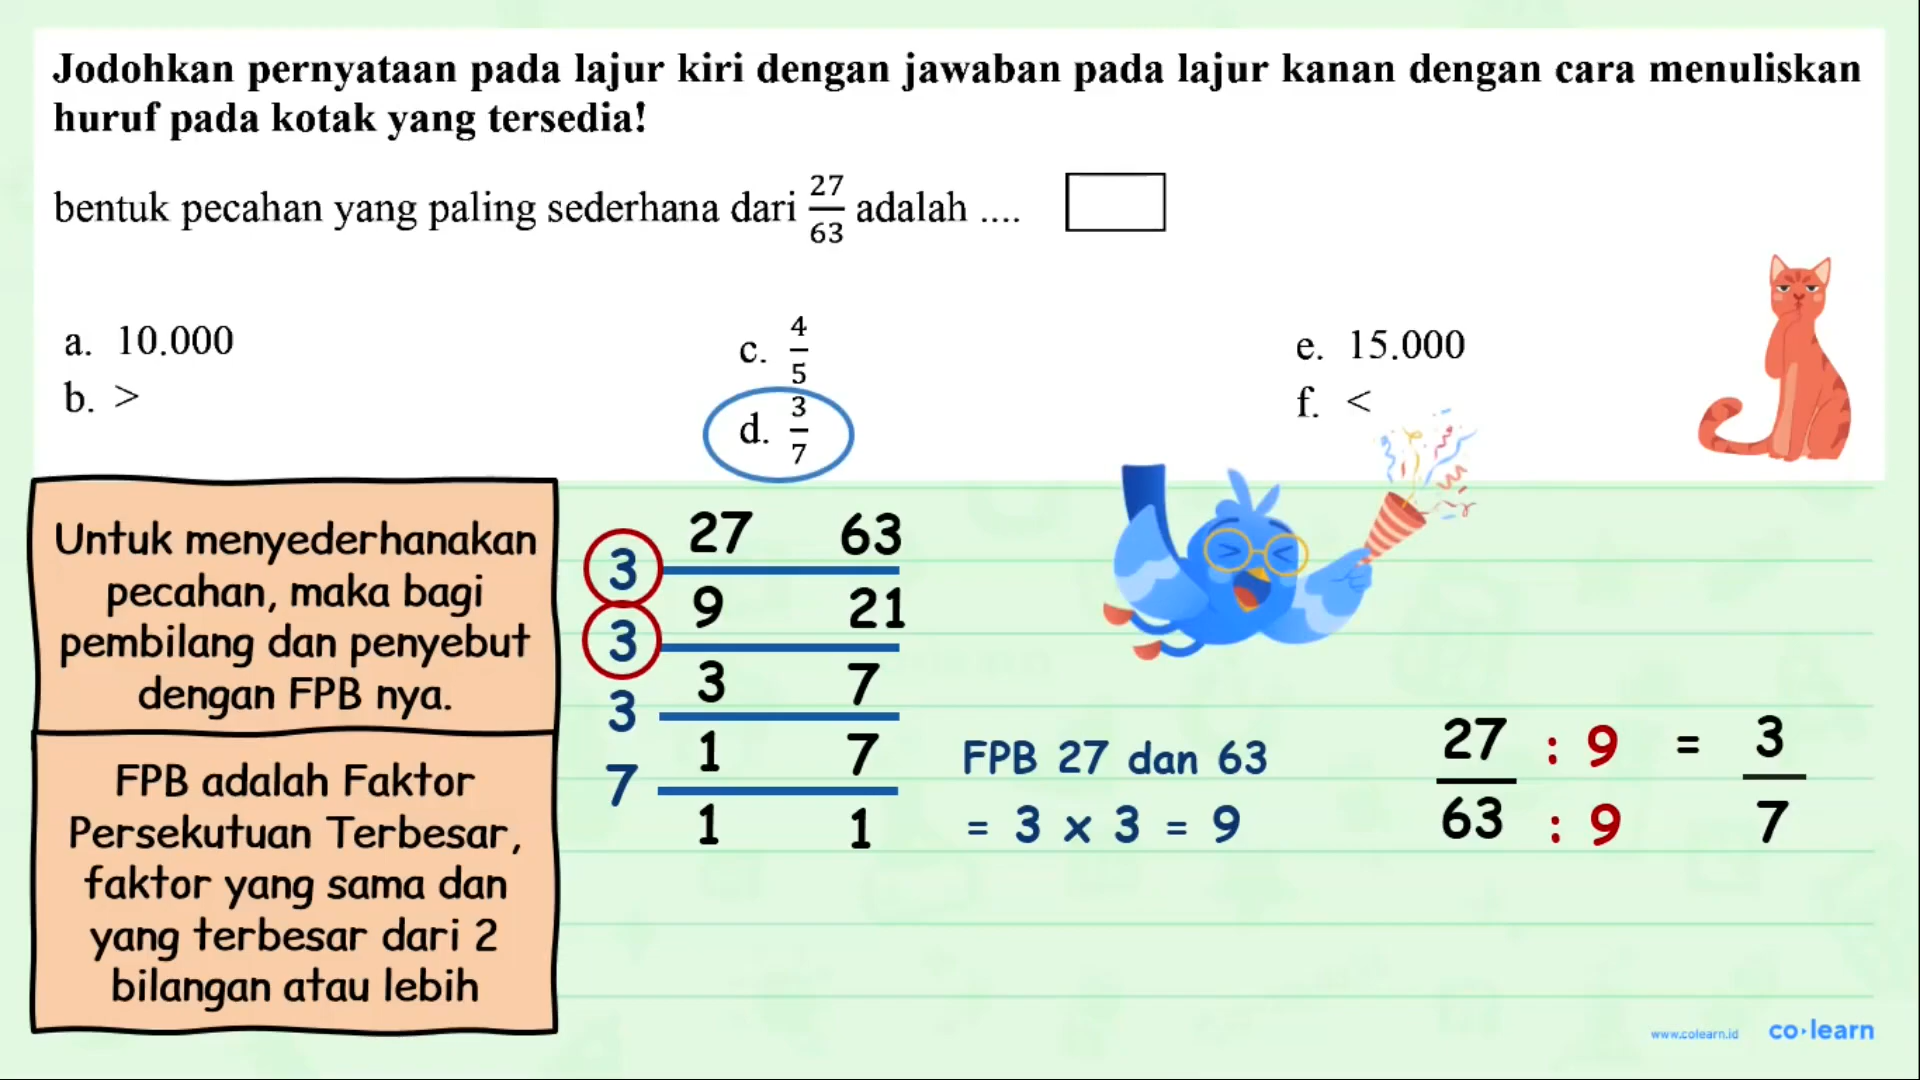 Jodohkan pernyataan pada lajur kiri dengan jawaban pada lajur kanan dengan cara menuliskan
huruf pada kotak yang tersedia!
bentuk pecahan yang paling sederhana dari 27/63 adalah ....
a. 10.000
b. >
c. 4/5
d. 3/7
e. 15.000
f. <
Untuk menyederhanakan
pecahan, maka bagi
pembilang dan penyebut
dengan FPB nya.
FPB adalah Faktor
Persekutuan Terbesar,
faktor yang sama dan
yang terbesar dari 2
bilangan atau lebih
27 63
3
9 21
3
3 7
3
1 7
7
1 1
FPB 27 dan 63
= 3 x 3 = 9
27 : 9 = 3
63 : 9 7
www.colearn.id co·learn